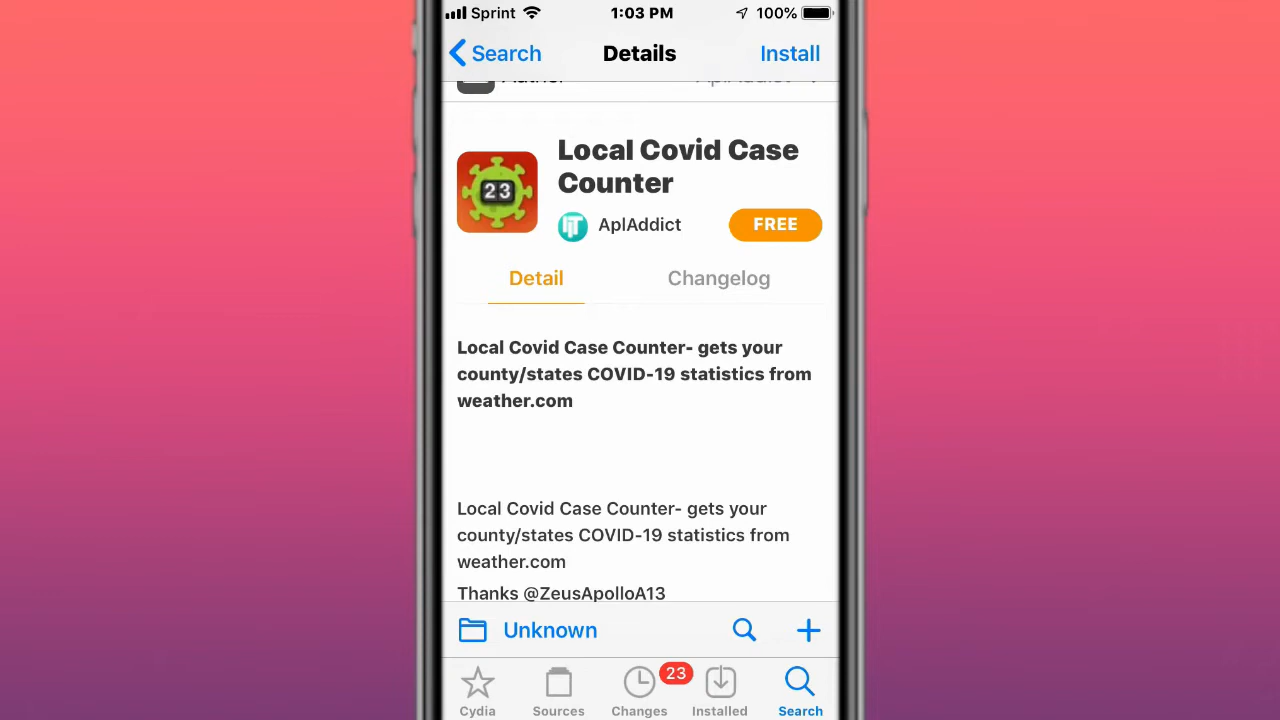 Sprint 1:03 PM 100%
Search Details Install
Local Covid Case
Counter
23
AplAddict FREE
Detail Changelog
Local Covid Case Counter- gets your
county/states COVID-19 statistics from
weather.com
Local Covid Case Counter- gets your
county/states COVID-19 statistics from
weather.com
Thanks @ZeusApolloA13
Unknown
23
Cydia Sources Changes Installed Search